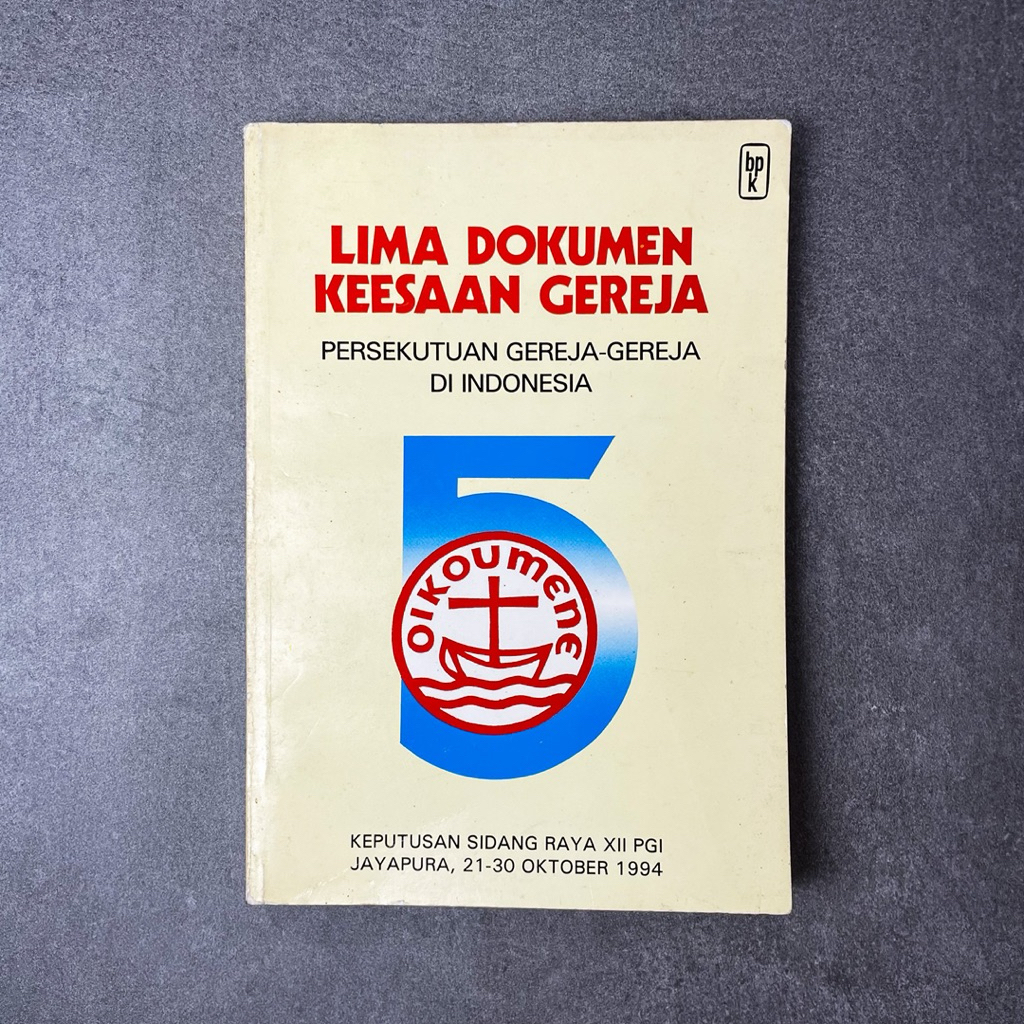 bp
k
LIMA DOKUMEN
KEESAAN GEREJA
PERSEKUTUAN GEREJA-GEREJA
DI INDONESIA
5
OIKOUMENE
KEPUTUSAN SIDANG RAYA XII PGI
JAYAPURA, 21-30 OKTOBER 1994